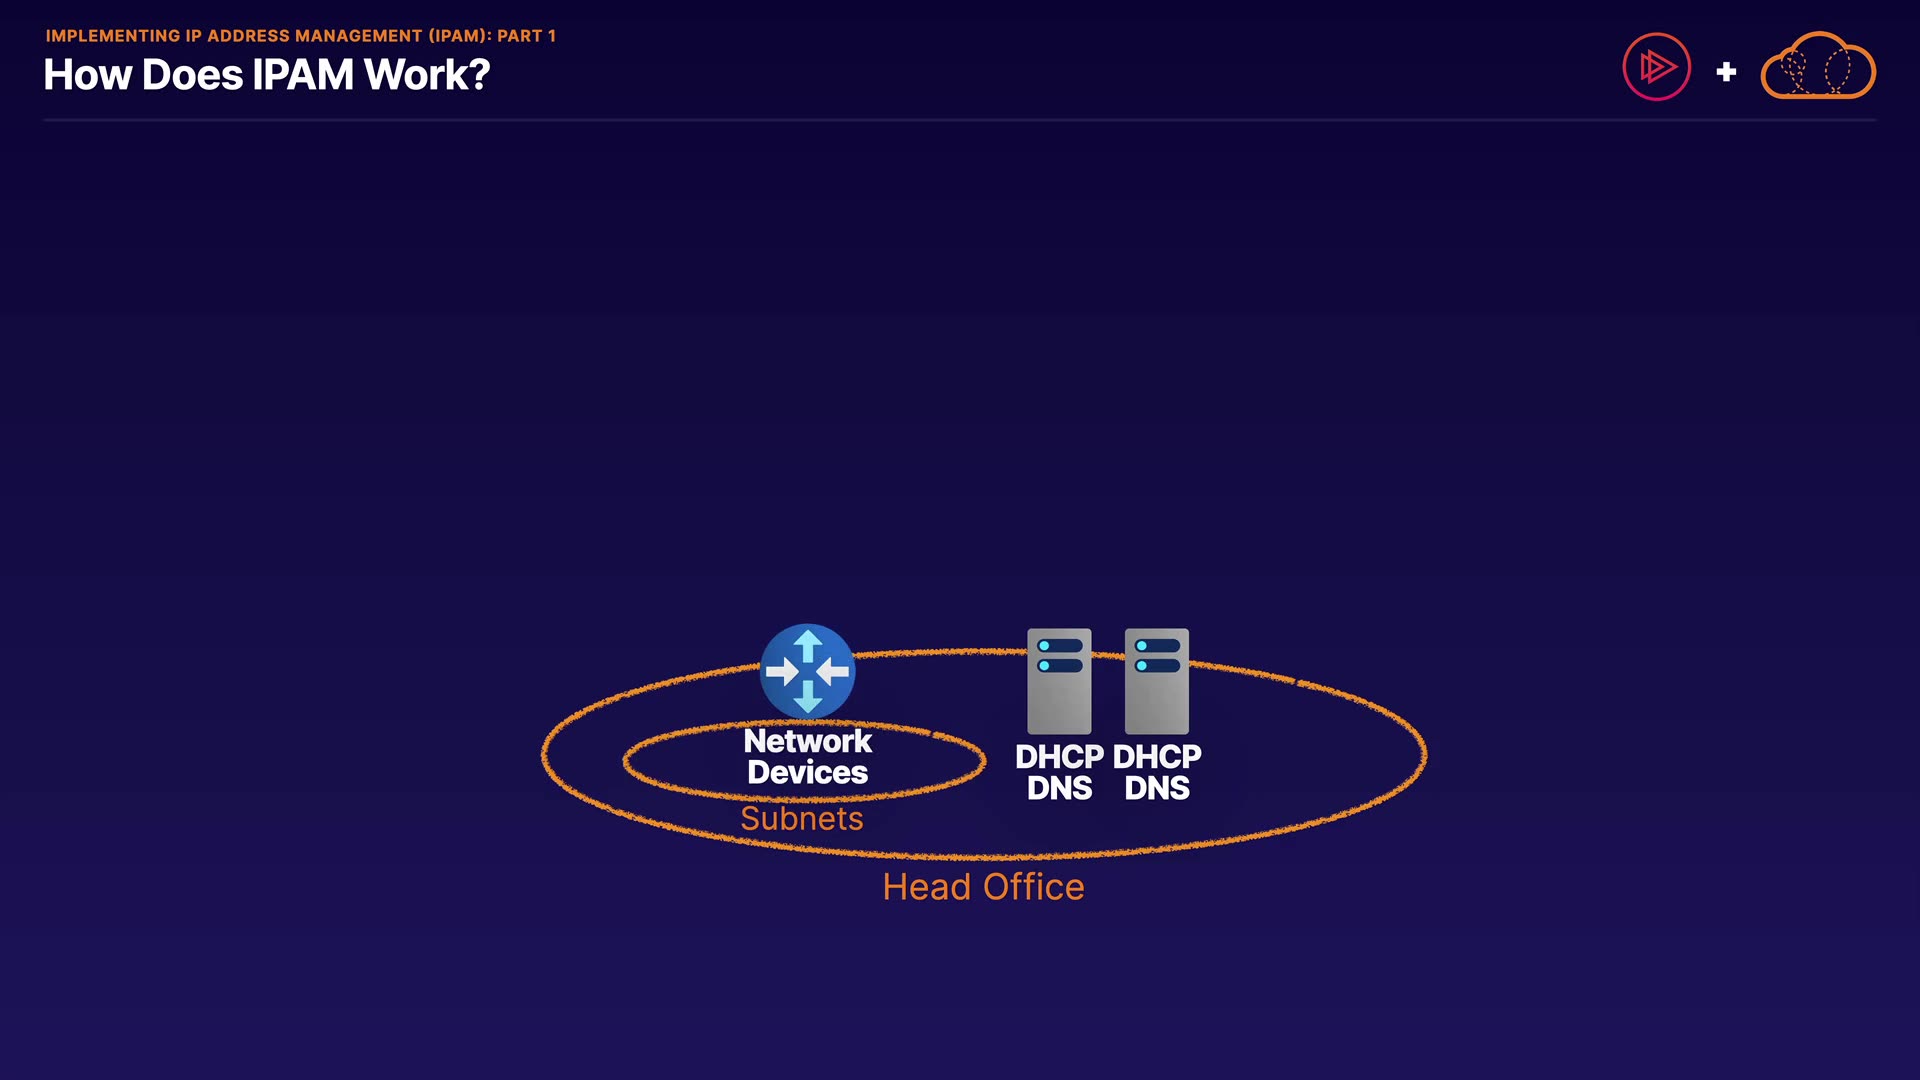 IMPLEMENTING IP ADDRESS MANAGEMENT (IPAM): PART 1
How Does IPAM Work?
Network
Devices
Subnets
DHCP
DNS
DHCP
DNS
Head Office